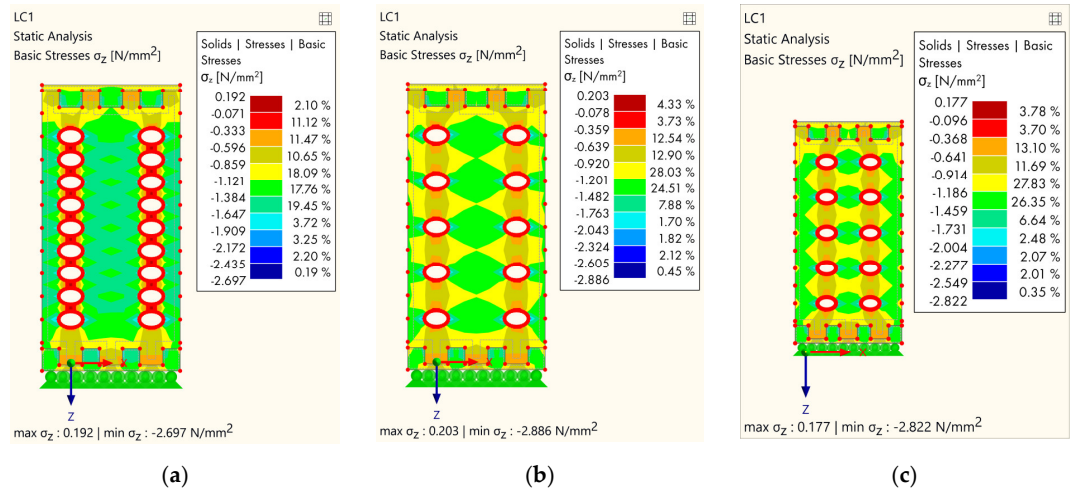 LC1
Static Analysis
Basic Stresses σz [N/mm2]
Solids | Stresses | Basic
Stresses
σz [N/mm2]
0.192
2.10 %
-0.071
11.12 %
-0.333
11.47 %
-0.596
10.65 %
-0.859
18.09 %
-1.121
17.76 %
-1.384
19.45 %
-1.647
3.72 %
-1.909
3.25 %
-2.172
2.20 %
-2.435
0.19 %
-2.697
X
Z
max σz : 0.192 | min σz : -2.697 N/mm2
(a)
LC1
Static Analysis
Basic Stresses σz [N/mm2]
Solids | Stresses | Basic
Stresses
σz [N/mm2]
0.203
4.33 %
-0.078
3.73 %
-0.359
12.54 %
-0.639
12.90 %
-0.920
28.03 %
-1.201
24.51 %
-1.482
7.88 %
-1.763
1.70 %
-2.043
1.82 %
-2.324
2.12 %
-2.605
0.45 %
-2.886
X
Z
max σz : 0.203 | min σz : -2.886 N/mm2
(b)
LC1
Static Analysis
Basic Stresses σz [N/mm2]
Solids | Stresses | Basic
Stresses
σz [N/mm2]
0.177
3.78 %
-0.096
3.70 %
-0.368
13.10 %
-0.641
11.69 %
-0.914
27.83 %
-1.186
26.35 %
-1.459
6.64 %
-1.731
2.48 %
-2.004
2.07 %
-2.277
2.01 %
-2.549
0.35 %
-2.822
X
Z
max σz : 0.177 | min σz : -2.822 N/mm2
(c)